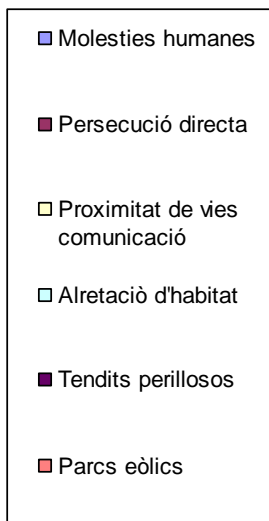 Molesties humanes
Persecució directa
Proximitat de vies
comunicació
Alretaciò d'habitat
Tendits perillosos
Parcs eòlics